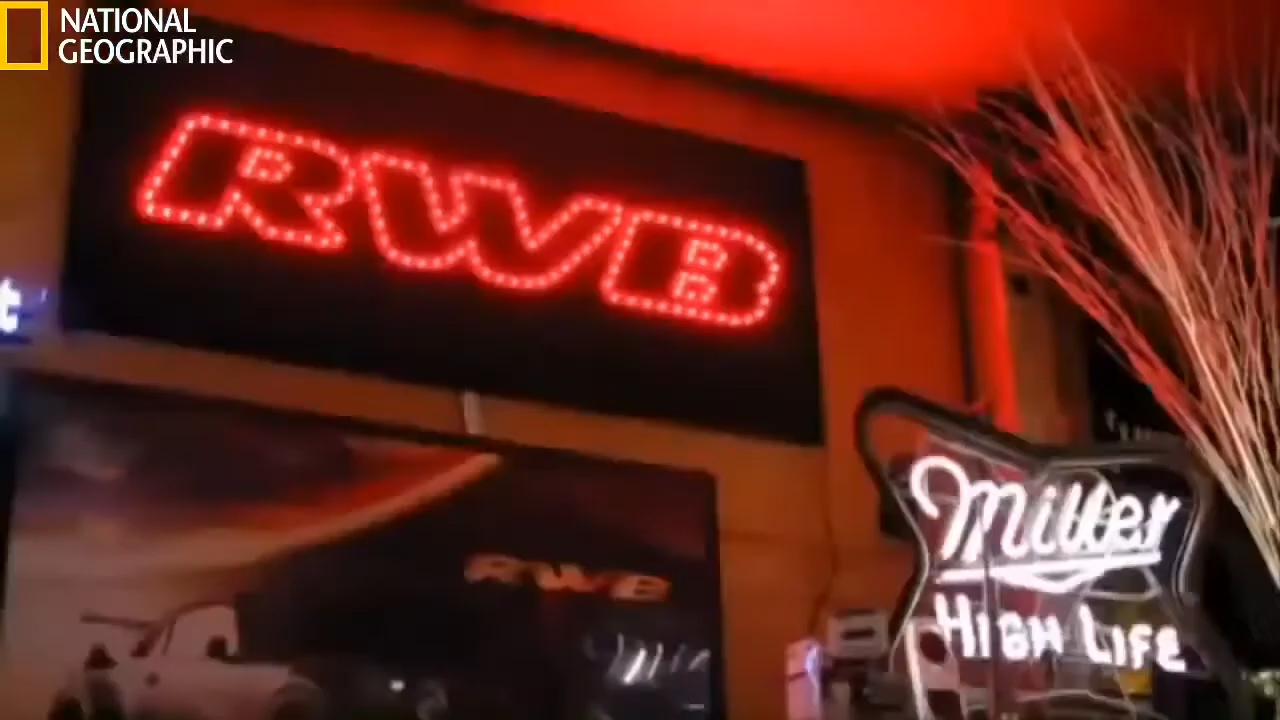 NATIONAL
GEOGRAPHIC
RWB
t
RWB
Miller
HIGH LIFE